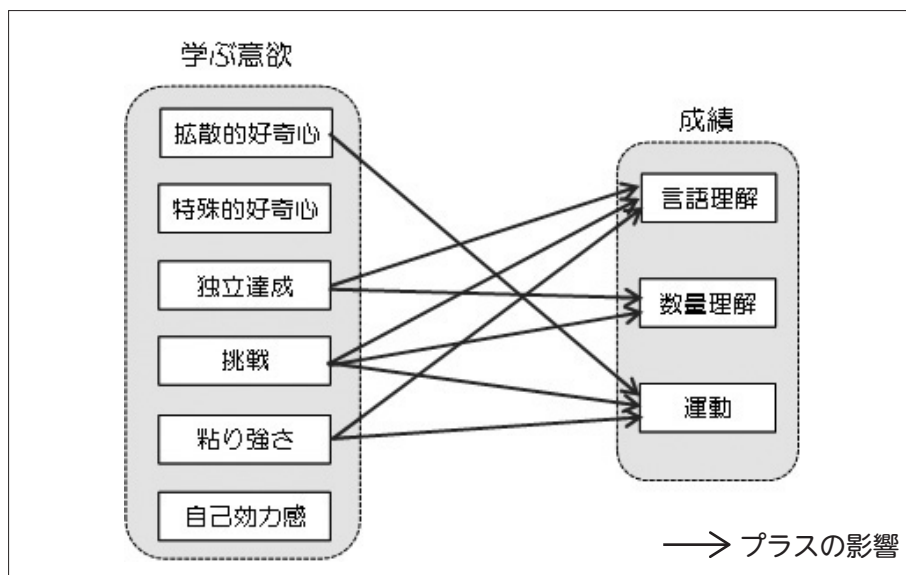 学ぶ意欲
拡散的好奇心
特殊的好奇心
独立達成
挑戦
粘り強さ
自己効力感
成績
言語理解
数量理解
運動
プラスの影響